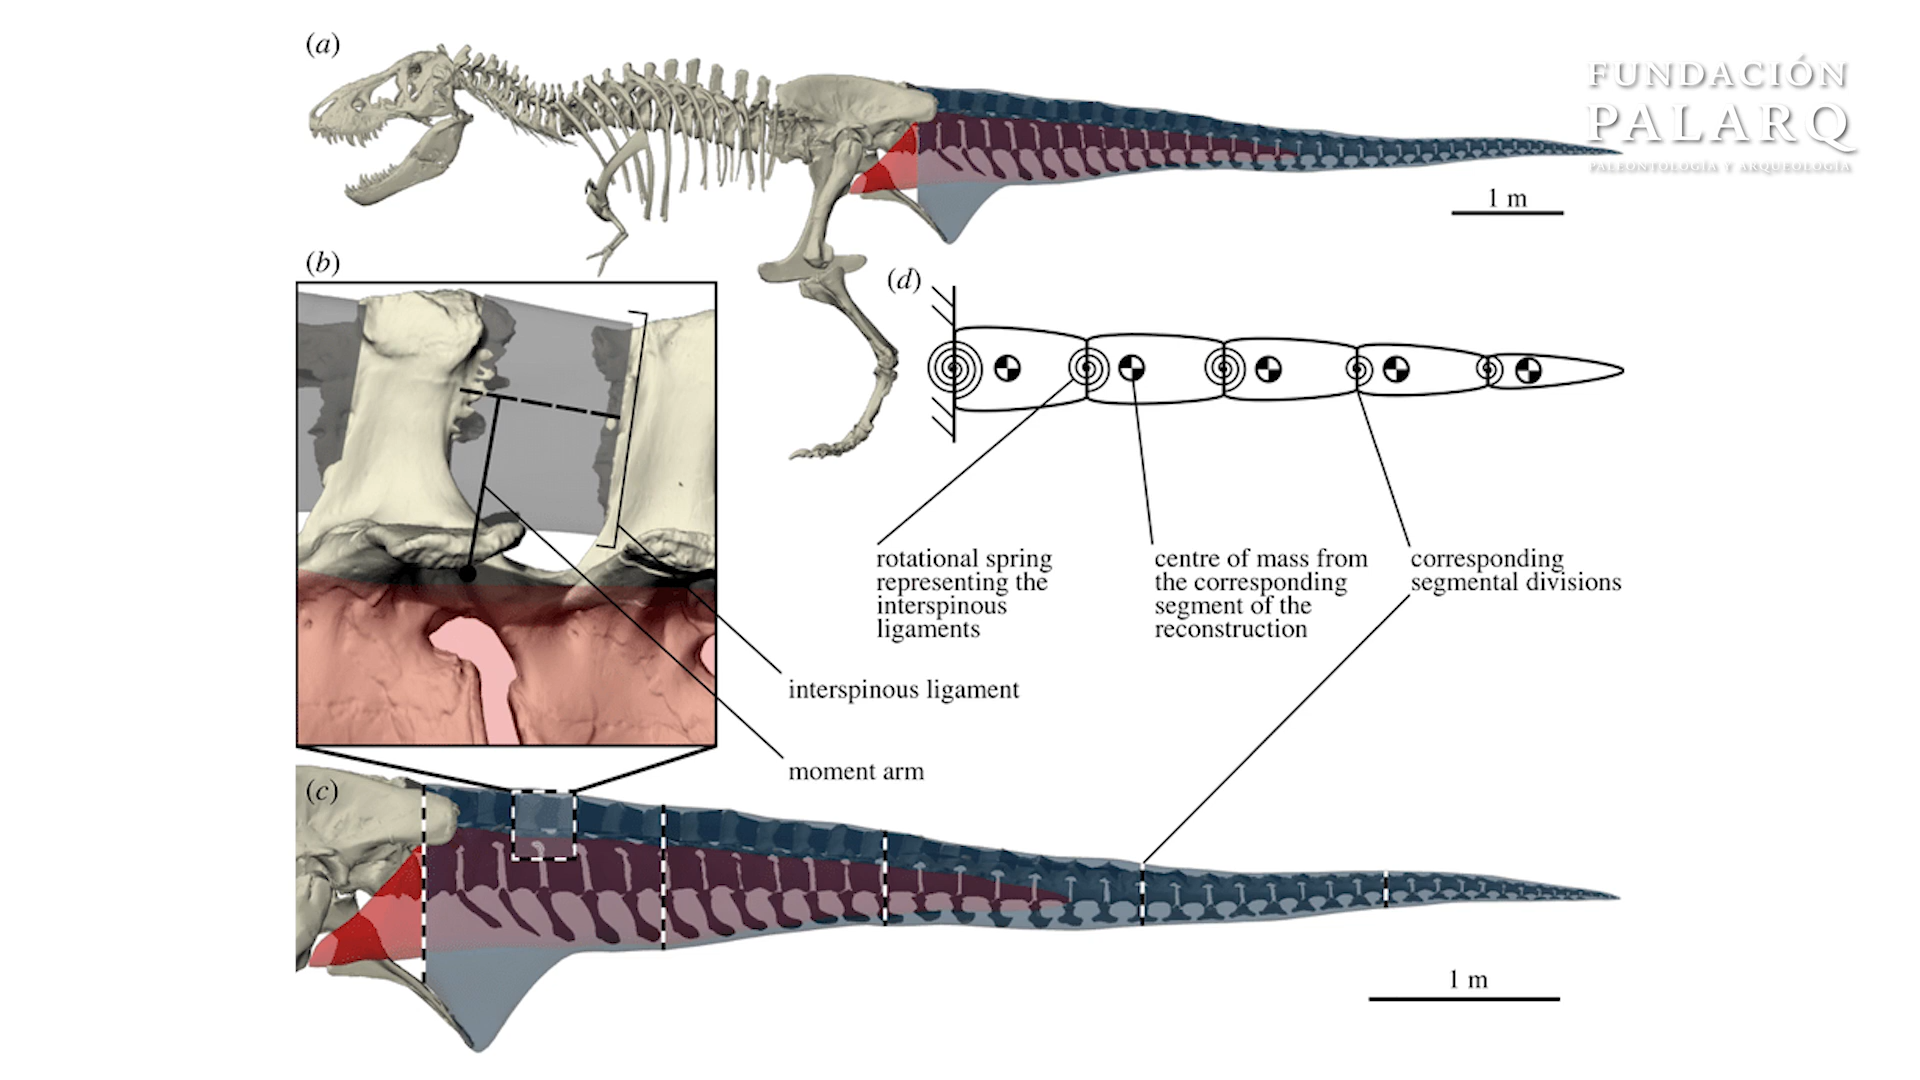 (a)
FUNDACIÓN
PALARQ
PALEONTOLOGÍA Y ARQUEOLOGÍA
1 m
(b)
(d)
rotational spring
representing the
interspinous
ligaments
centre of mass from
the corresponding
segment of the
reconstruction
corresponding
segmental divisions
interspinous ligament
moment arm
(c)
1 m